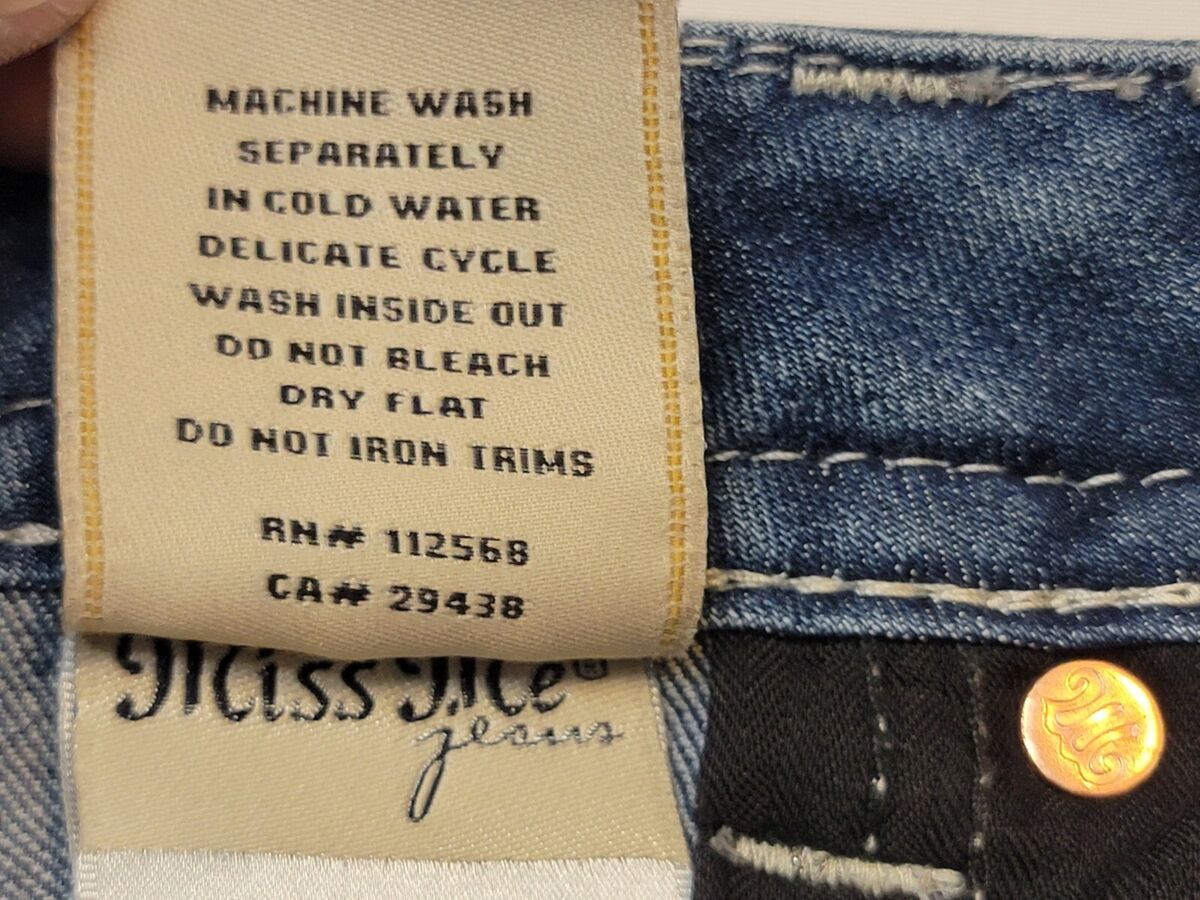 MACHINE WASH
SEPARATELY
IN COLD WATER
DELICATE CYCLE
WASH INSIDE OUT
DO NOT BLEACH
DRY FLAT
DO NOT IRON TRIMS
RN# 112568
CA# 29438
Miss Me®
jeans